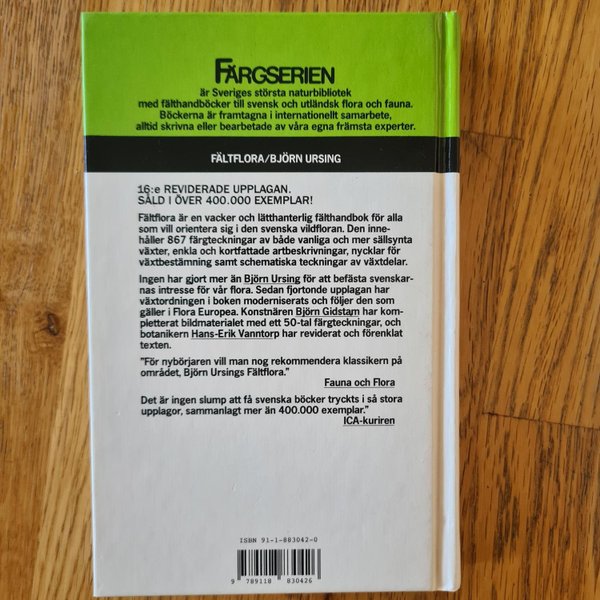 FÄRGSERIEN
är Sveriges största naturbibliotek
med fälthandböcker till svensk och utländsk flora och fauna.
Böckerna är framtagna i internationellt samarbete,
alltid skrivna eller bearbetade av våra egna främsta experter.
FÄLTFLORA/BJÖRN URSING
16:e REVIDERADE UPPLAGAN.
SÅLD I ÖVER 400.000 EXEMPLAR!
Fältflora är en vacker och lätthanterlig fälthandbok för alla
som vill orientera sig i den svenska vildfloran. Den inne-
håller 867 färgteckningar av både vanliga och mer sällsynta
växter, enkla och kortfattade artbeskrivningar, nycklar för
växtbestämning samt schematiska teckningar av växtdelar.
Ingen har gjort mer än Björn Ursing för att befästa svenskar-
nas intresse för vår flora. Sedan fjortonde upplagan har
växtordningen i boken moderniserats och följer den som
gäller i Flora Europea. Konstnären Björn Gidstam har kom-
pletterat bildmaterialet med ett 50-tal färgteckningar, och
botanikern Hans-Erik Vanntorp har reviderat och förenklat
texten.
"För nybörjaren vill man nog rekommendera klassikern på
området, Björn Ursings Fältflora."
Fauna och Flora
Det är ingen slump att få svenska böcker tryckts i så stora
upplagor, sammanlagt mer än 400.000 exemplar."
ICA-kuriren
ISBN 91-1-883042-0
9 789118 830426